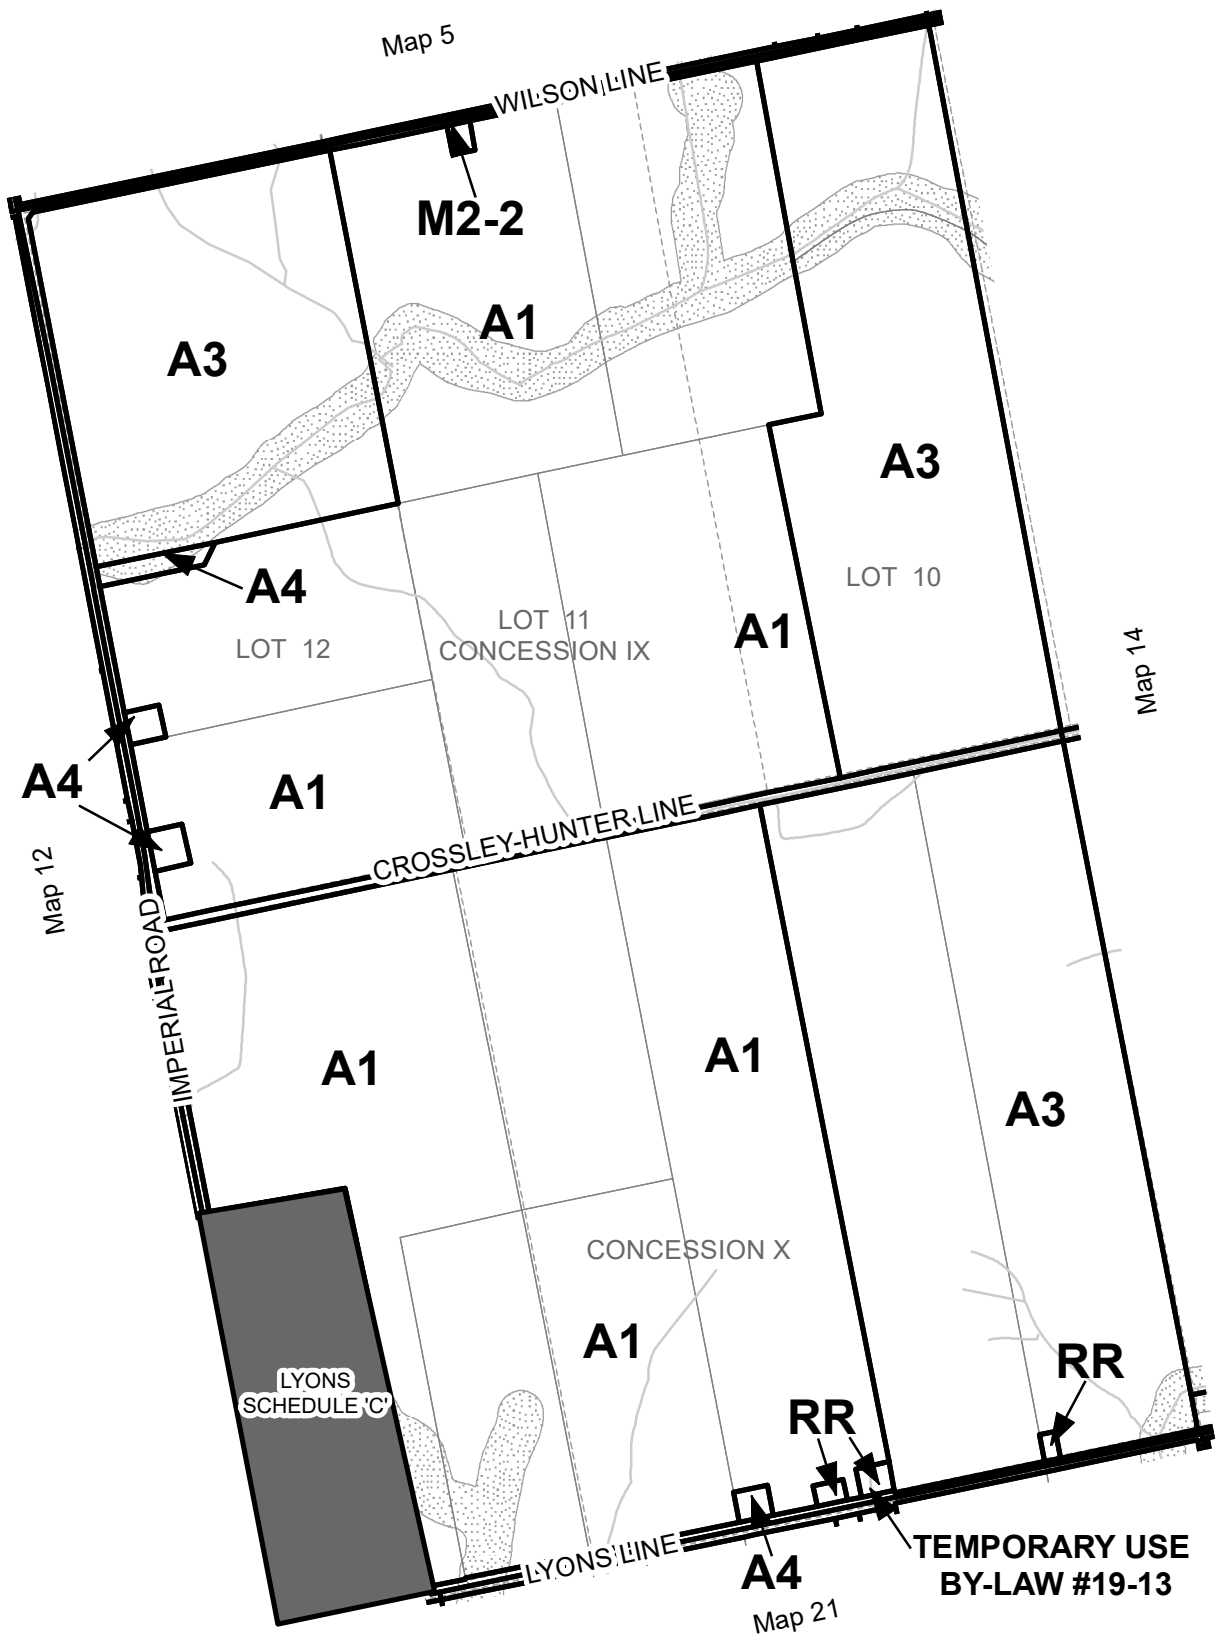 Map 5
WILSON LINE
M2-2
A1
A3
A3
A4
LOT 10
LOT 11
CONCESSION IX
LOT 12
A1
Map 14
A4
A1
CROSSLEY-HUNTER LINE
Map 12
IMPERIAL ROAD
A1
A1
A3
CONCESSION X
A1
LYONS
SCHEDULE 'C'
RR
RR
LYONS LINE
A4
TEMPORARY USE
BY-LAW #19-13
Map 21